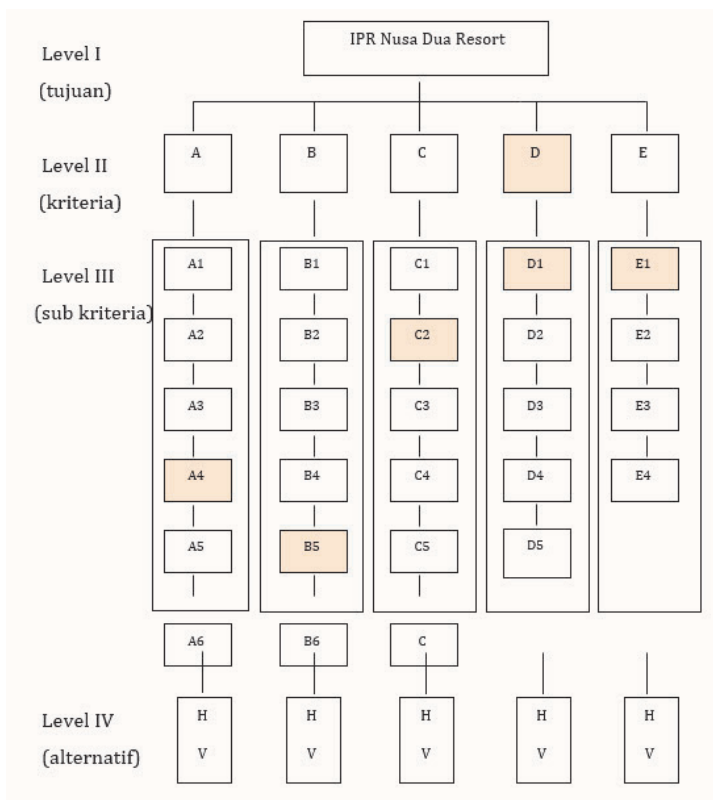 IPR Nusa Dua Resort
Level I
(tujuan)
A B C D E
Level II
(kriteria)
A1 B1 C1 D1 E1
Level III
(sub kriteria)
A2 B2 C2 D2 E2
A3 B3 C3 D3 E3
A4 B4 C4 D4 E4
A5 B5 C5 D5
A6 B6 C
Level IV
(alternatif)
H H H H H
V V V V V